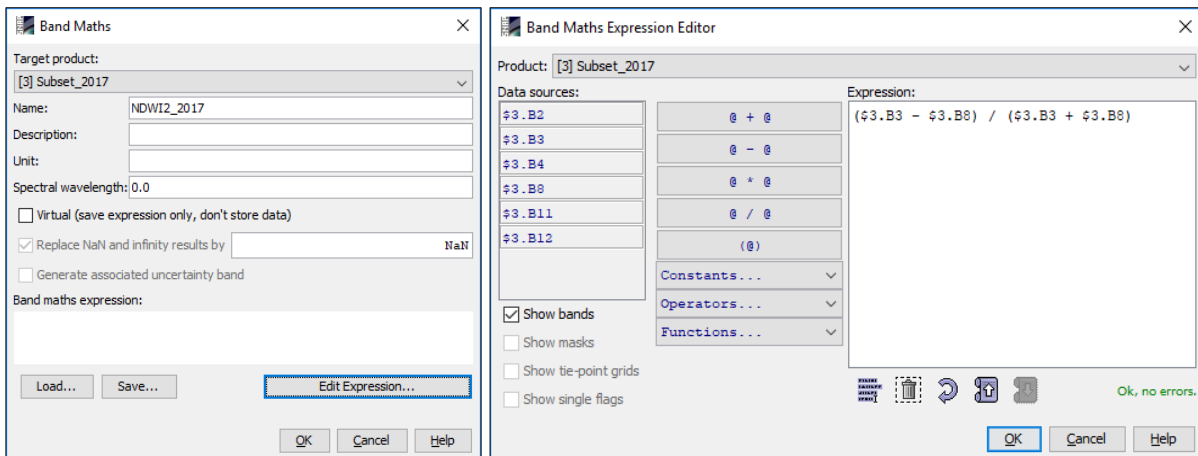 Band Maths
Target product:
[3] Subset_2017
Name: NDWI2_2017
Description:
Unit:
Spectral wavelength: 0.0
Virtual (save expression only, don't store data)
Replace NaN and infinity results by NaN
Generate associated uncertainty band
Band maths expression:
Load... Save... Edit Expression...
OK Cancel Help
Band Maths Expression Editor
Product: [3] Subset_2017
Data sources: Expression:
$3.B2 @ + @ ($3.B3 - $3.B8) / ($3.B3 + $3.B8)
$3.B3 @ - @
$3.B4
$3.B8 @ * @
$3.B11 @ / @
$3.B12 (@)
Constants...
Show bands Operators...
Show masks Functions...
Show tie-point grids
Show single flags Ok, no errors.
OK Cancel Help